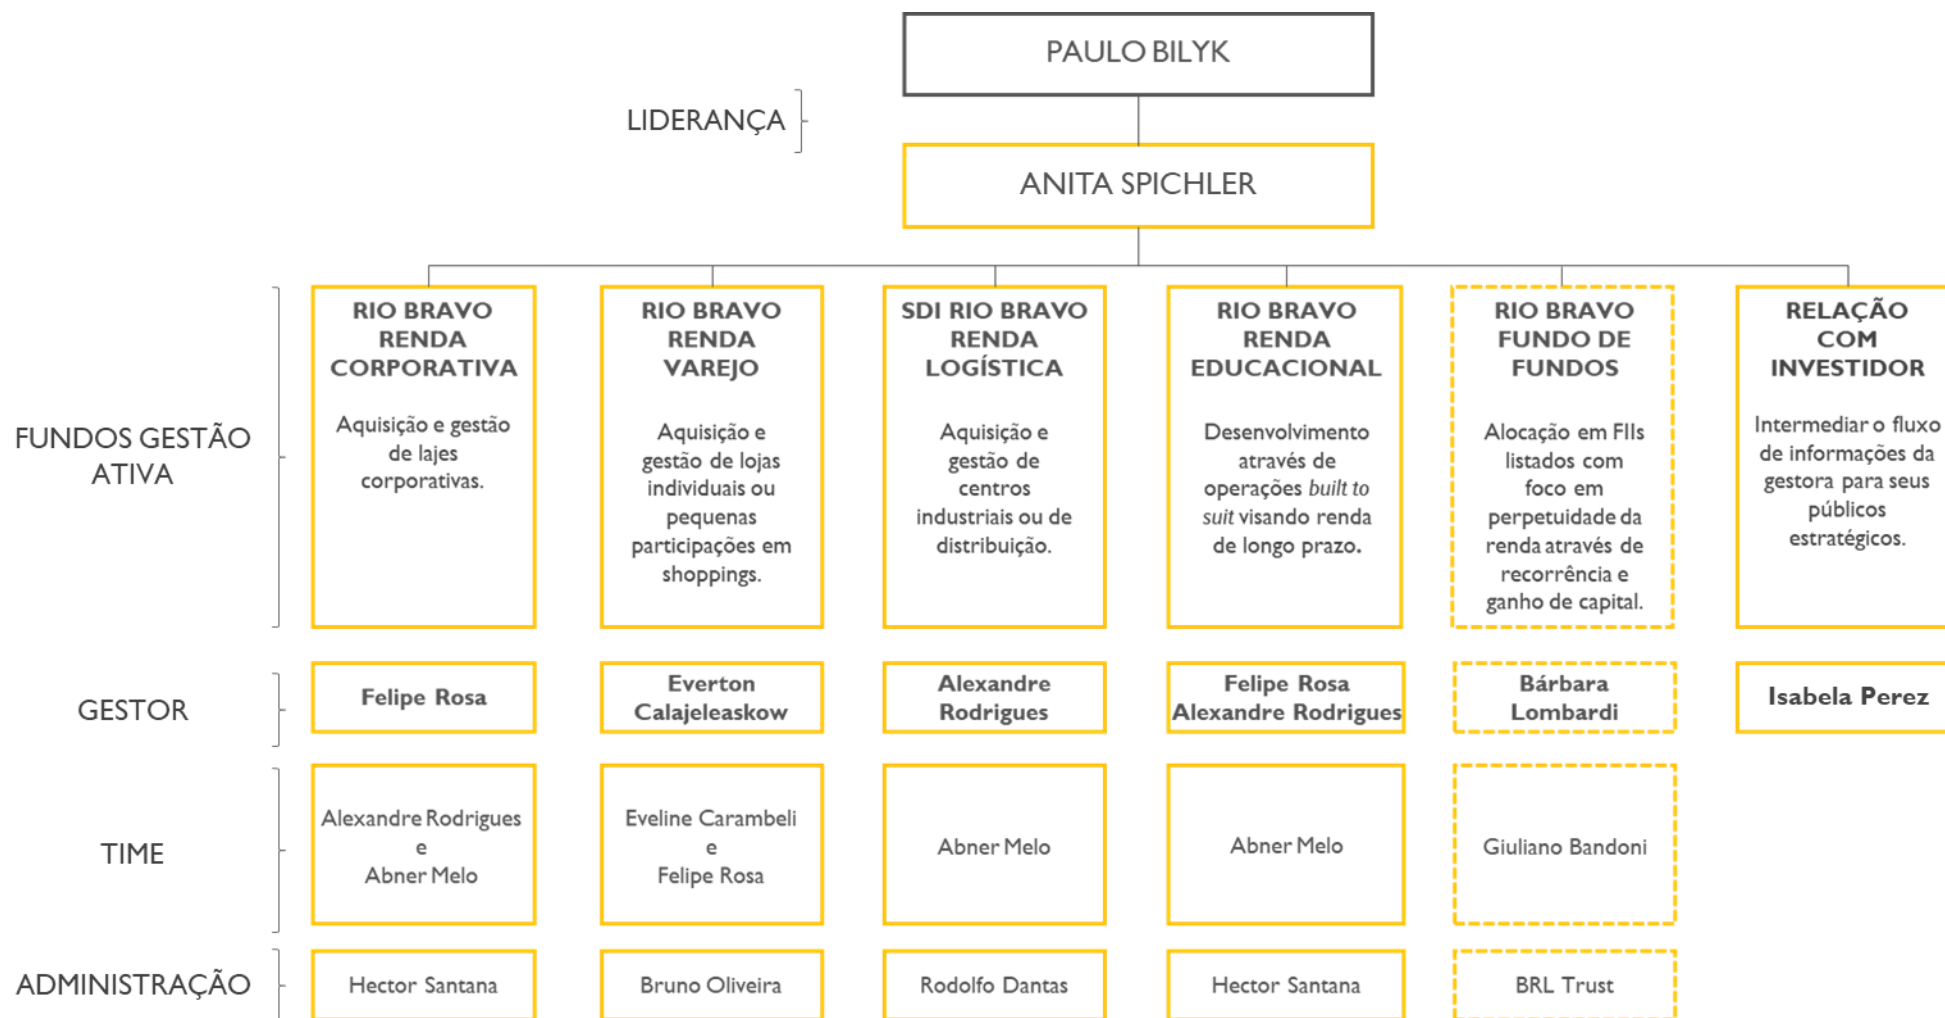 PAULO BILYK
LIDERANÇA
ANITA SPICHLER
FUNDOS GESTÃO
ATIVA
RIO BRAVO
RENDA
CORPORATIVA
Aquisição e gestão
de lajes
corporativas.
RIO BRAVO
RENDA
VAREJO
Aquisição e
gestão de lojas
individuais ou
pequenas
participações em
shoppings.
SDI RIO BRAVO
RENDA
LOGÍSTICA
Aquisição e
gestão de
centros
industriais ou de
distribuição.
RIO BRAVO
RENDA
EDUCACIONAL
Desenvolvimento
através de
operações built to
suit visando renda
de longo prazo.
RIO BRAVO
FUNDO DE
FUNDOS
Alocação em FIIs
listados com
foco em
perpetuidade da
renda através de
recorrência e
ganho de capital.
RELAÇÃO
COM
INVESTIDOR
Intermediar o fluxo
de informações da
gestora para seus
públicos
estratégicos.
GESTOR
Felipe Rosa
Everton
Calajeleaskow
Alexandre
Rodrigues
Felipe Rosa
Alexandre Rodrigues
Bárbara
Lombardi
Isabela Perez
TIME
Alexandre Rodrigues
e
Abner Melo
Eveline Carambeli
e
Felipe Rosa
Abner Melo
Abner Melo
Giuliano Bandoni
ADMINISTRAÇÃO
Hector Santana
Bruno Oliveira
Rodolfo Dantas
Hector Santana
BRL Trust